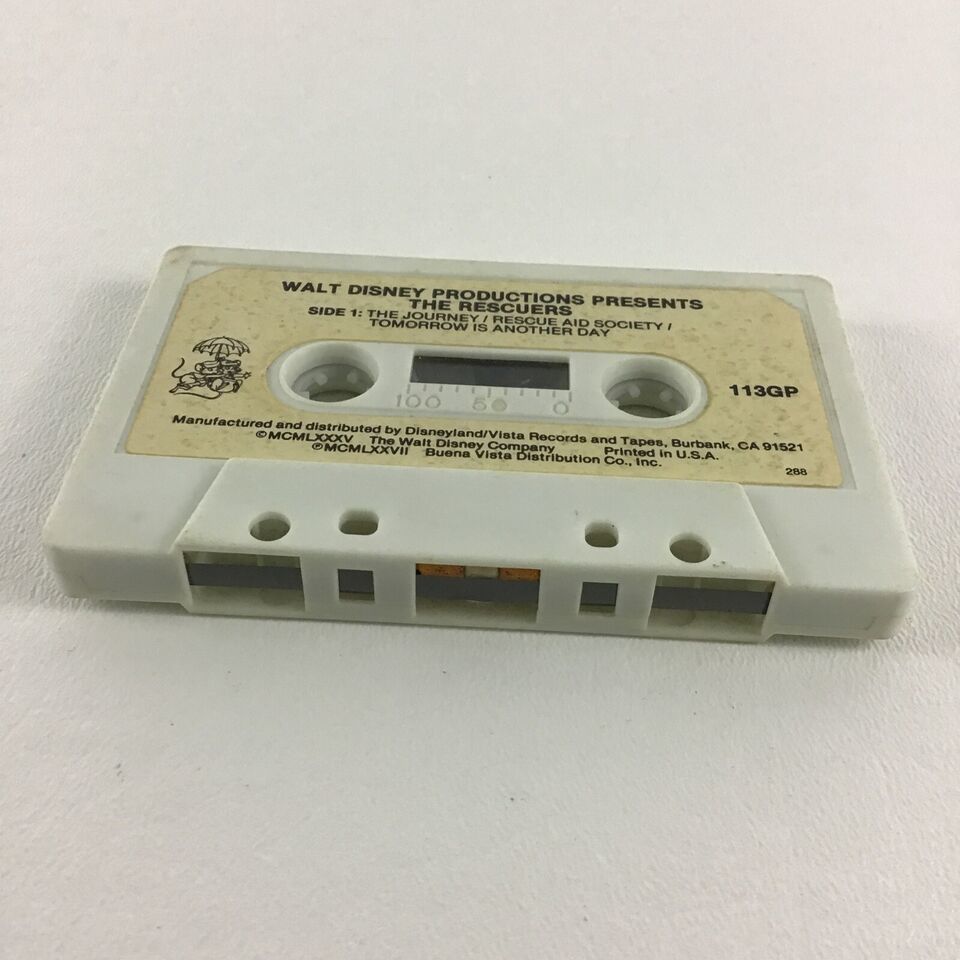 WALT DISNEY PRODUCTIONS PRESENTS
THE RESCUERS
SIDE 1: THE JOURNEY / RESCUE AID SOCIETY /
TOMORROW IS ANOTHER DAY
113GP
100 50 0
Manufactured and distributed by Disneyland/Vista Records and Tapes, Burbank, CA 91521
©MCMLXXXV The Walt Disney Company Printed in U.S.A.
℗MCMLXXVII Buena Vista Distribution Co., Inc.
288